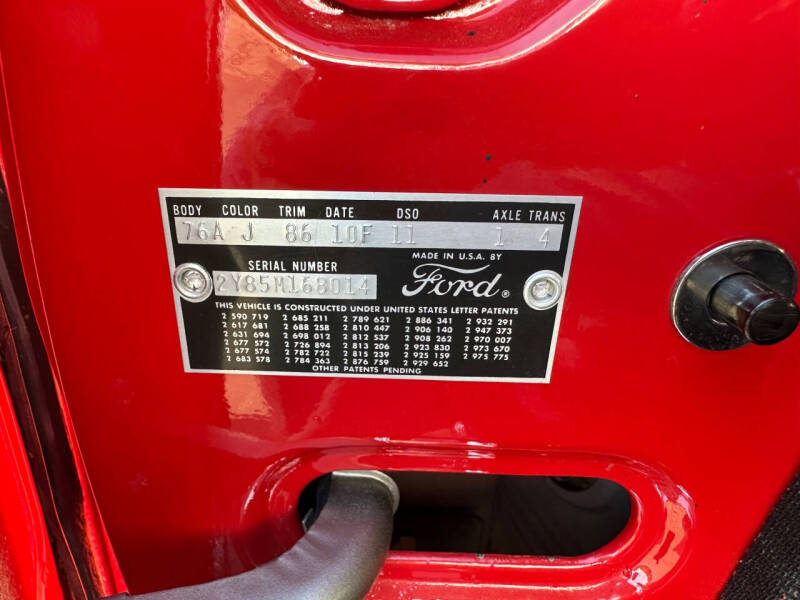 BODY COLOR TRIM DATE DSO AXLE TRANS
76A J 86 10F 11 1 4
MADE IN U.S.A. BY
SERIAL NUMBER
2Y85M168014 Ford ®
THIS VEHICLE IS CONSTRUCTED UNDER UNITED STATES LETTER PATENTS
2 590 719 2 685 211 2 789 621 2 886 341 2 932 291
2 617 681 2 688 258 2 810 447 2 906 140 2 947 373
2 631 694 2 698 012 2 812 537 2 908 262 2 970 007
2 677 572 2 726 894 2 813 206 2 923 830 2 973 670
2 677 574 2 782 722 2 815 239 2 925 159 2 975 775
2 683 578 2 784 363 2 876 759 2 929 652
OTHER PATENTS PENDING